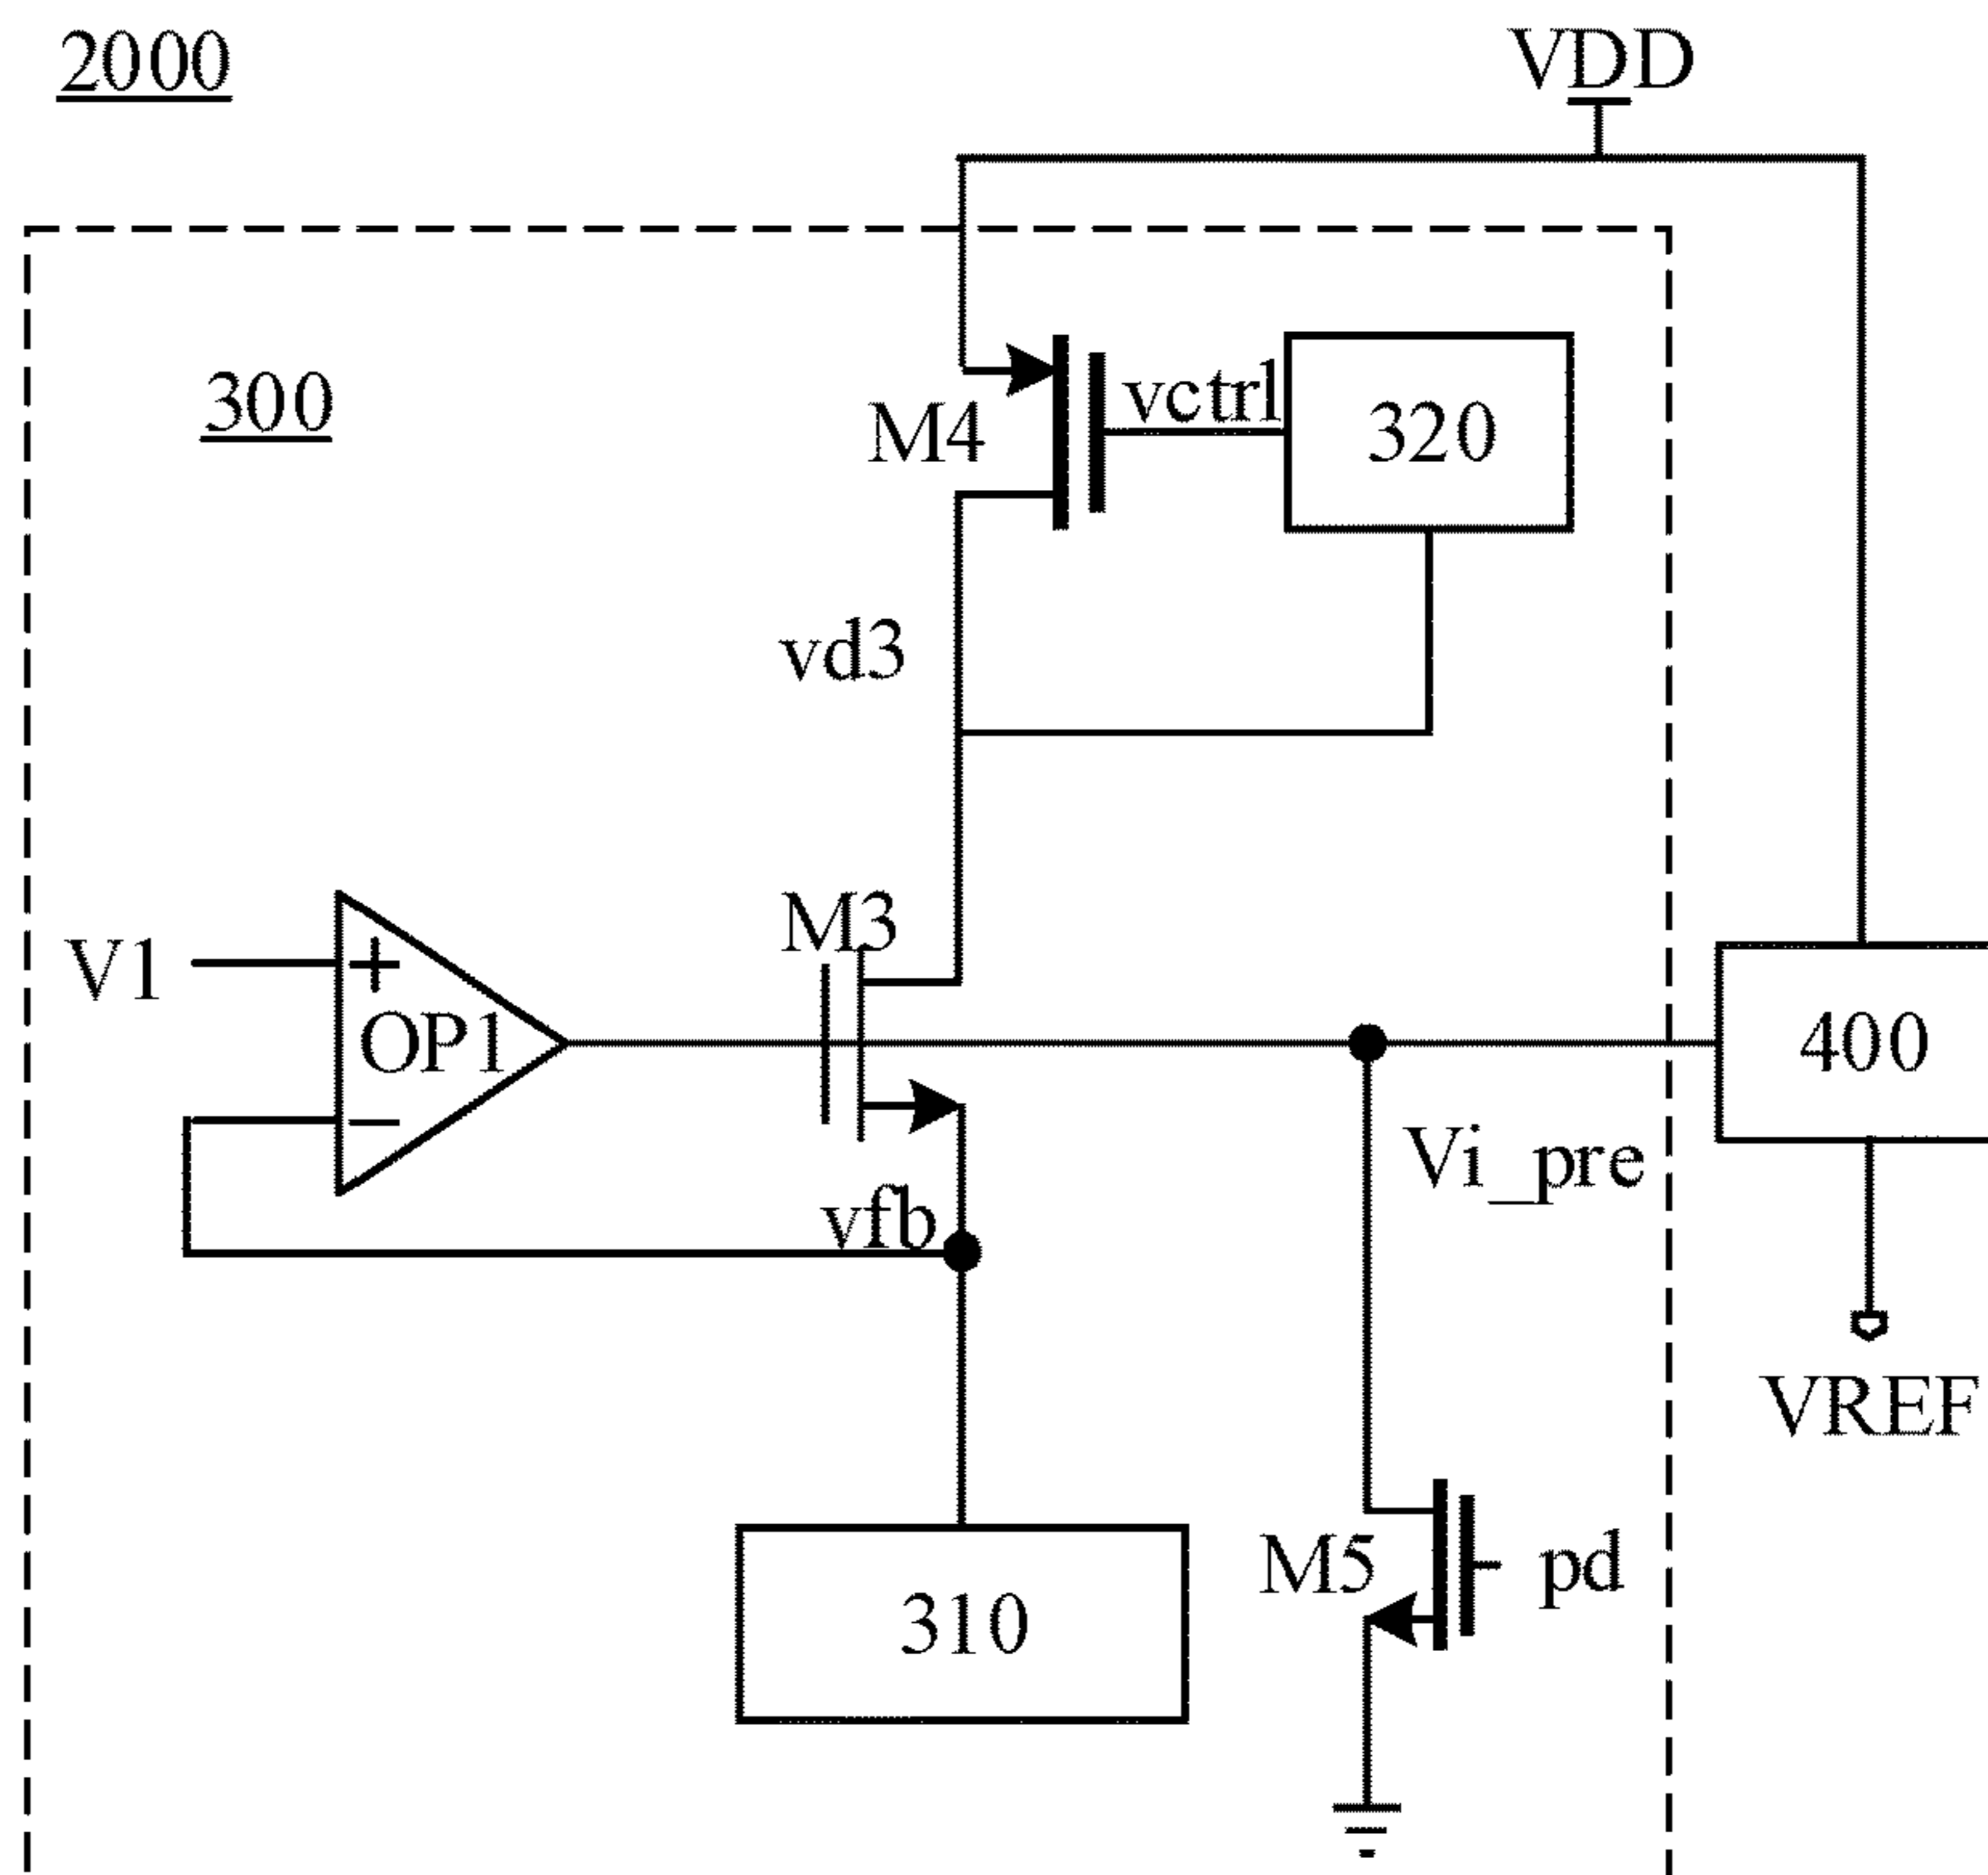 2000
VDD
300
M4
vctrl
320
vd3
M3
V1
+
OP1
−
400
Vi_pre
vfb
VREF
M5
pd
310